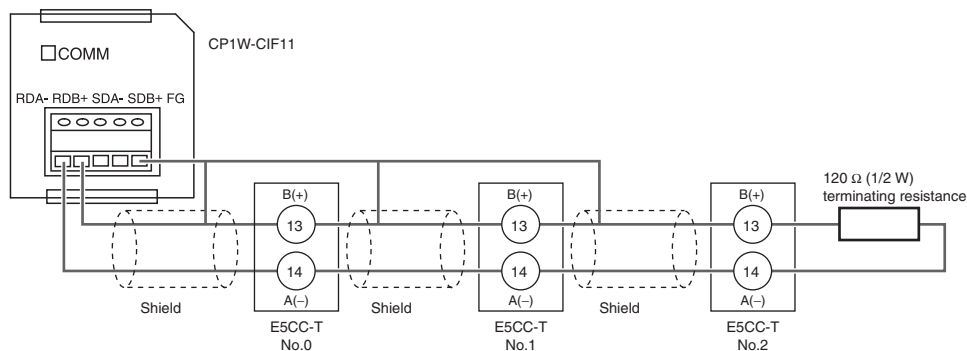 CP1W-CIF11
COMM
RDA- RDB+ SDA- SDB+ FG
120 Ω (1/2 W)
terminating resistance
B(+)
B(+)
B(+)
13
13
13
14
14
14
A(−)
A(−)
A(−)
Shield
Shield
Shield
E5CC-T
No.0
E5CC-T
No.1
E5CC-T
No.2